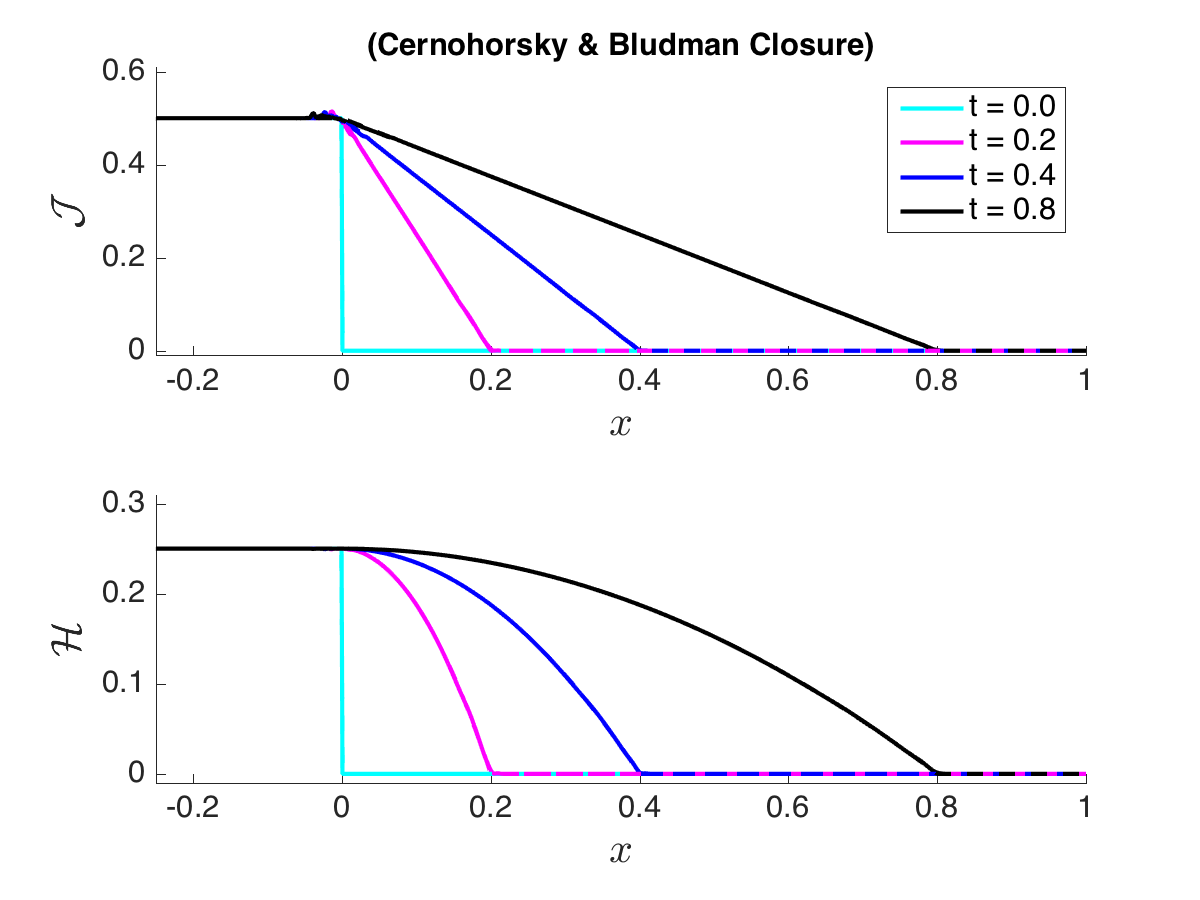 (Cernohorsky & Bludman Closure)
0.6
0.4
0.2
0
𝒥
t = 0.0
t = 0.2
t = 0.4
t = 0.8
-0.2 0 0.2 0.4 0.6 0.8 1
x
0.3
0.2
0.1
0
ℋ
-0.2 0 0.2 0.4 0.6 0.8 1
x